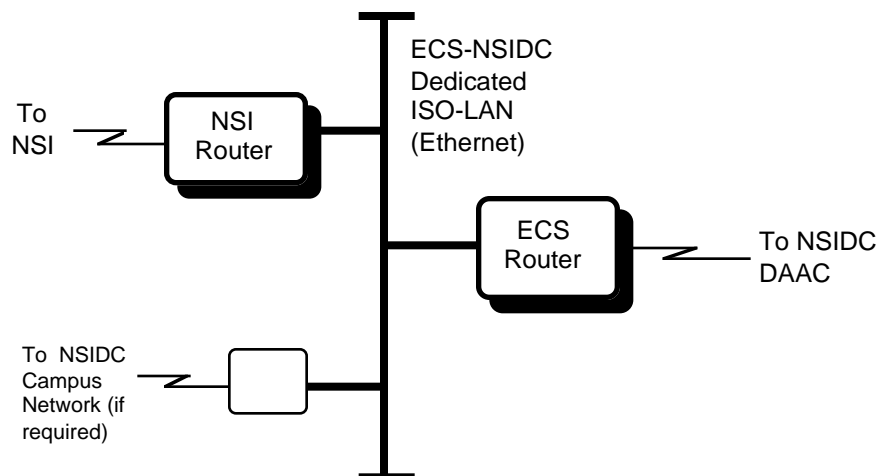 ECS-NSIDC
Dedicated
ISO-LAN
(Ethernet)
To
NSI
NSI
Router
ECS
Router
To NSIDC
DAAC
To NSIDC
Campus
Network (if
required)